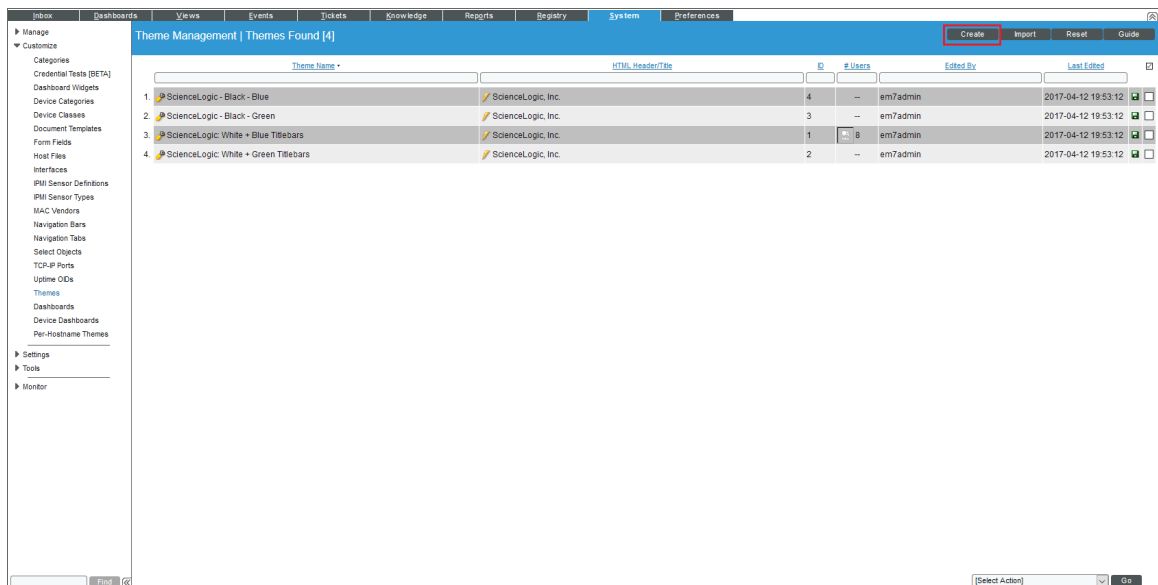 Inbox Dashboards Views Events Tickets Knowledge Reports Registry System Preferences
Manage
Customize
Categories
Credential Tests [BETA]
Dashboard Widgets
Device Categories
Device Classes
Document Templates
Form Fields
Host Files
Interfaces
IPMI Sensor Definitions
IPMI Sensor Types
MAC Vendors
Navigation Bars
Navigation Tabs
Select Objects
TCP-IP Ports
Uptime OIDs
Themes
Dashboards
Device Dashboards
Per-Hostname Themes
Settings
Tools
Monitor
Find
Theme Management | Themes Found [4]
Create Import Reset Guide
Theme Name HTML Header/Title ID # Users Edited By Last Edited
1. ScienceLogic - Black - Blue ScienceLogic, Inc. 4 -- em7admin 2017-04-12 19:53:12
2. ScienceLogic - Black - Green ScienceLogic, Inc. 3 -- em7admin 2017-04-12 19:53:12
3. ScienceLogic: White + Blue Titlebars ScienceLogic, Inc. 1 8 em7admin 2017-04-12 19:53:12
4. ScienceLogic: White + Green Titlebars ScienceLogic, Inc. 2 -- em7admin 2017-04-12 19:53:12
[Select Action] Go